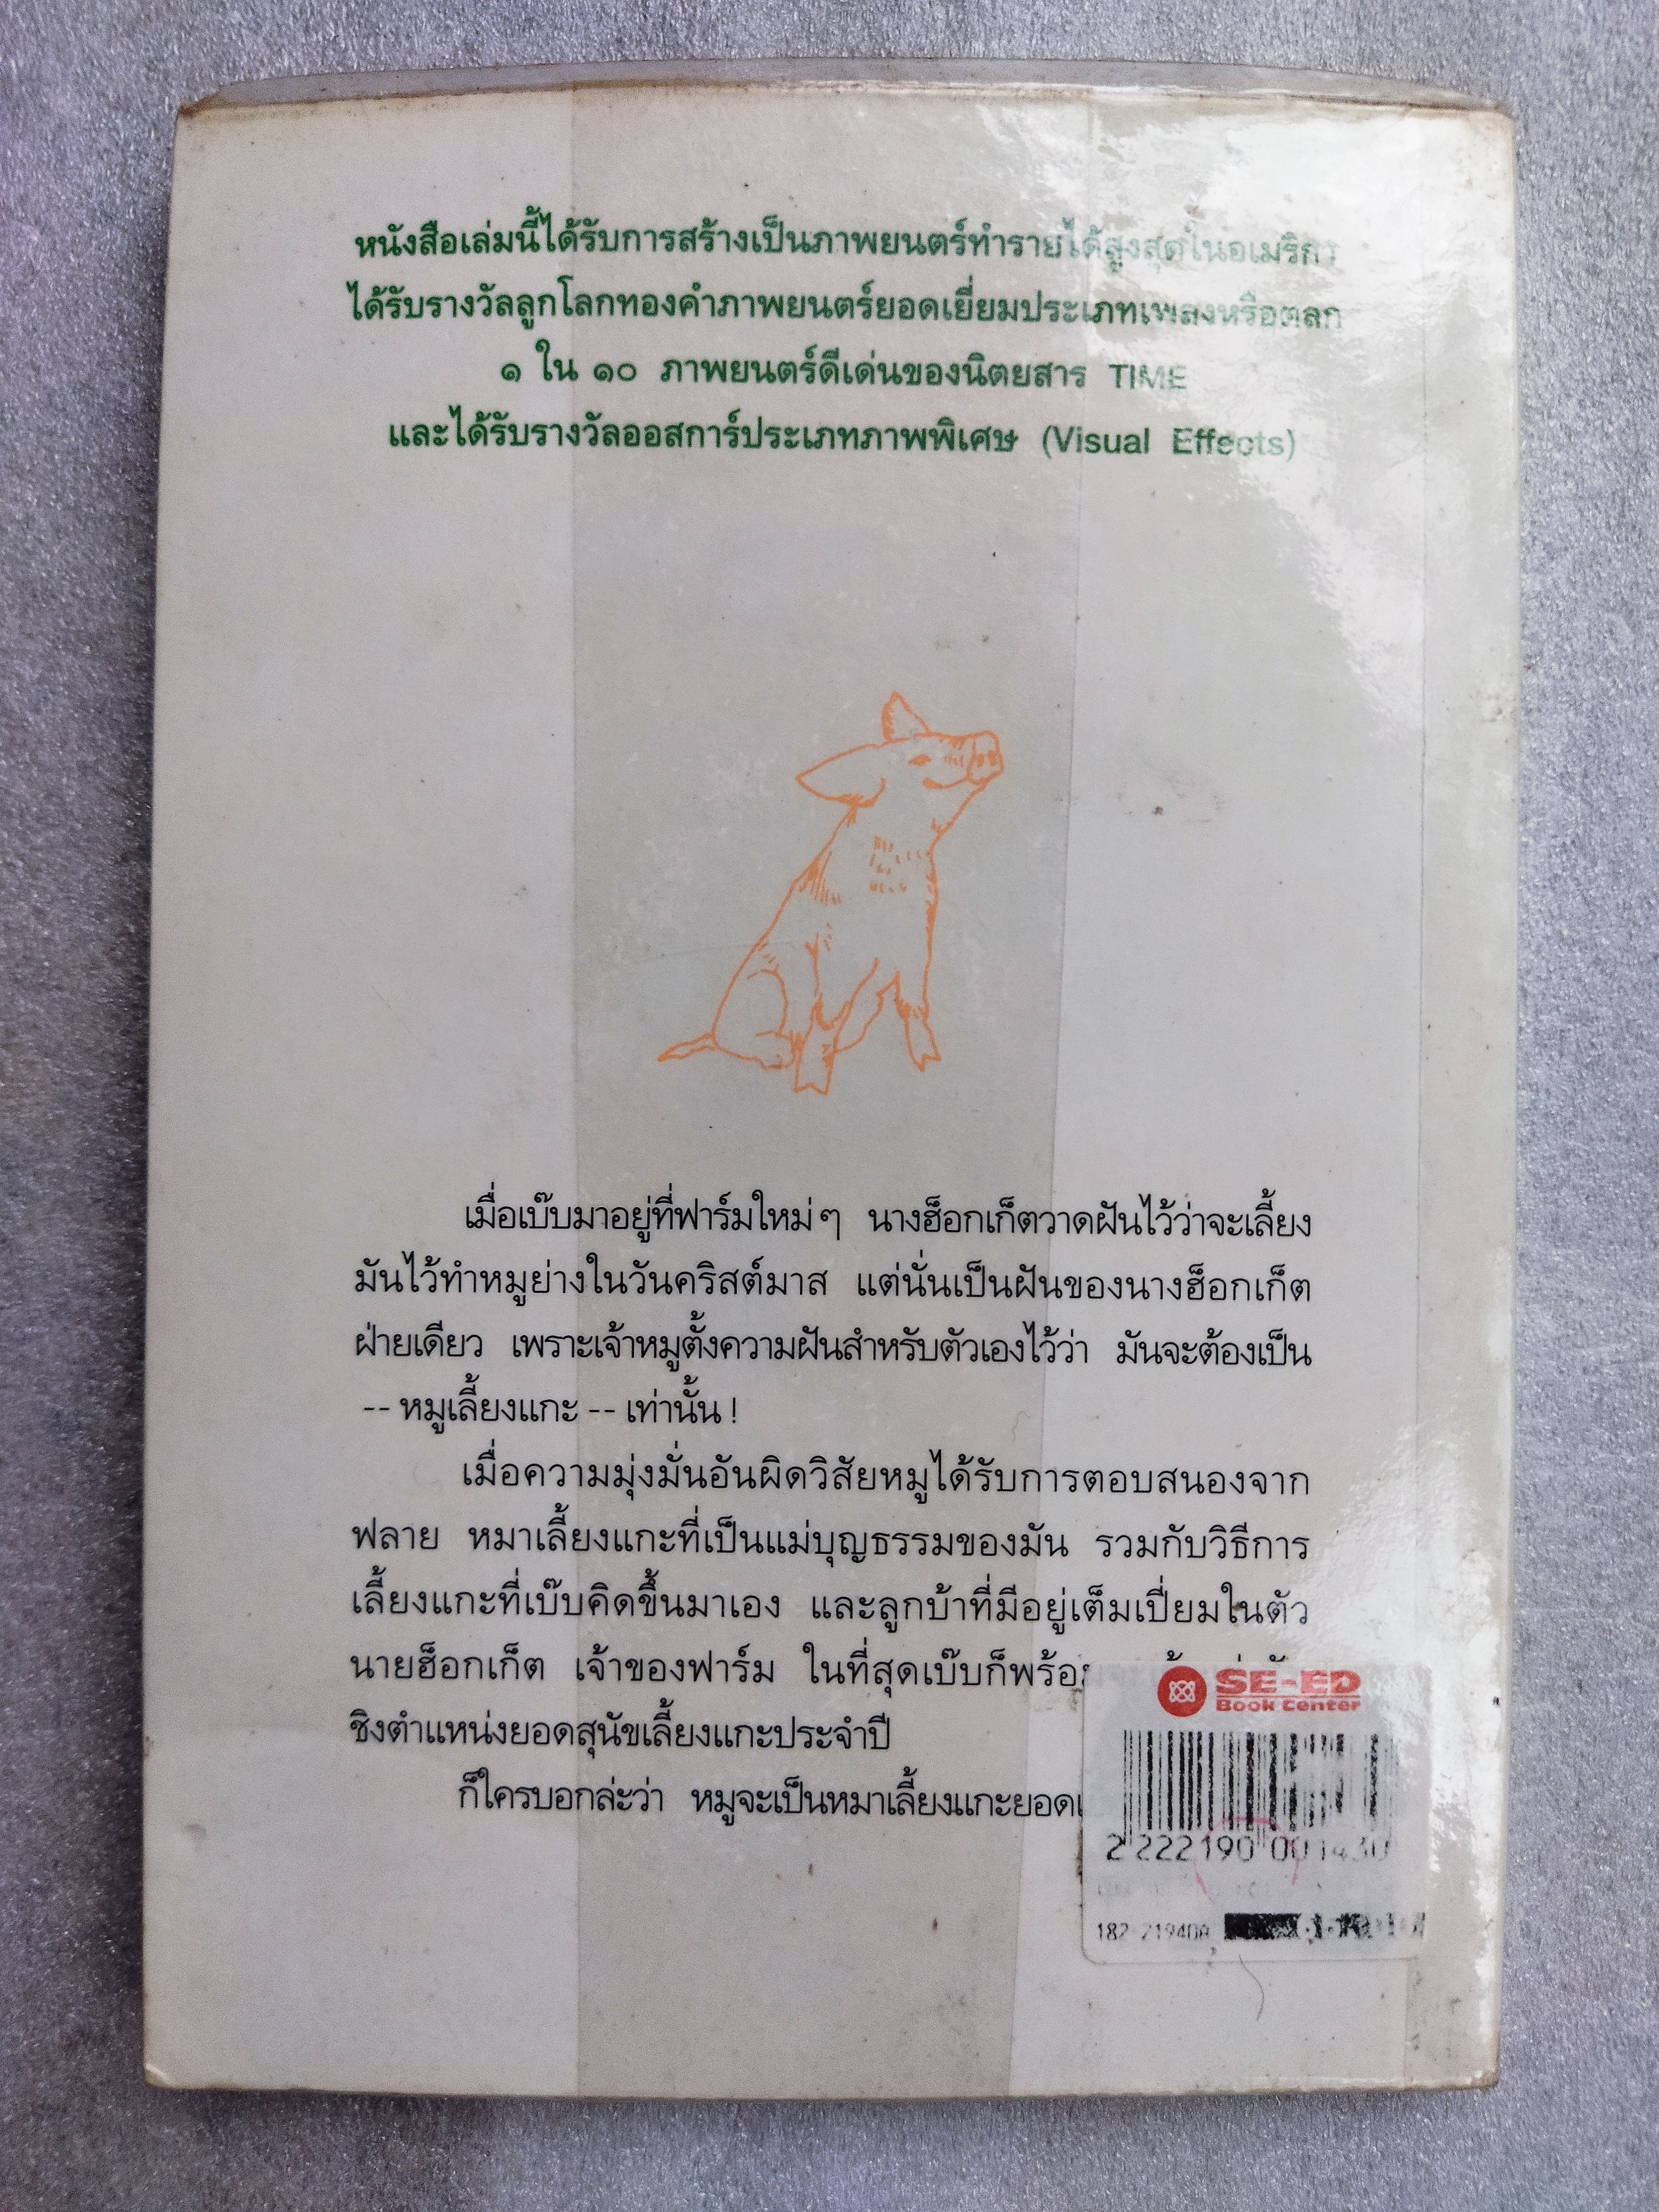 หนังสือเล่มนี้ได้รับการสร้างเป็นภาพยนตร์ทำรายได้สูงสุดในอเมริกา
ได้รับรางวัลลูกโลกทองคำภาพยนตร์ยอดเยี่ยมประเภทเพลงหรือตลก
๑ ใน ๑๐ ภาพยนตร์ดีเด่นของนิตยสาร TIME
และได้รับรางวัลออสการ์ประเภทภาพพิเศษ (Visual Effects)
เมื่อเบ๊บมาอยู่ที่ฟาร์มใหม่ ๆ นางฮ็อกเก็ตวาดฝันไว้ว่าจะเลี้ยง
มันไว้ทำหมูย่างในวันคริสต์มาส แต่นั่นเป็นฝันของนางฮ็อกเก็ต
ฝ่ายเดียว เพราะเจ้าหมูตั้งความฝันสำหรับตัวเองไว้ว่า มันจะต้องเป็น
-- หมูเลี้ยงแกะ -- เท่านั้น !
เมื่อความมุ่งมั่นอันผิดวิสัยหมูได้รับการตอบสนองจาก
ฟลาย หมาเลี้ยงแกะที่เป็นแม่บุญธรรมของมัน รวมกับวิธีการ
เลี้ยงแกะที่เบ๊บคิดขึ้นมาเอง และลูกบ้าที่มีอยู่เต็มเปี่ยมในตัว
นายฮ็อกเก็ต เจ้าของฟาร์ม ในที่สุดเบ๊บก็
ชิงตำแหน่งยอดสุนัขเลี้ยงแกะประจำปี
ก็ใครบอกล่ะว่า หมูจะเป็นหมาเลี้ยงแกะยอด
SE-ED
Book Center
2 222190 001430